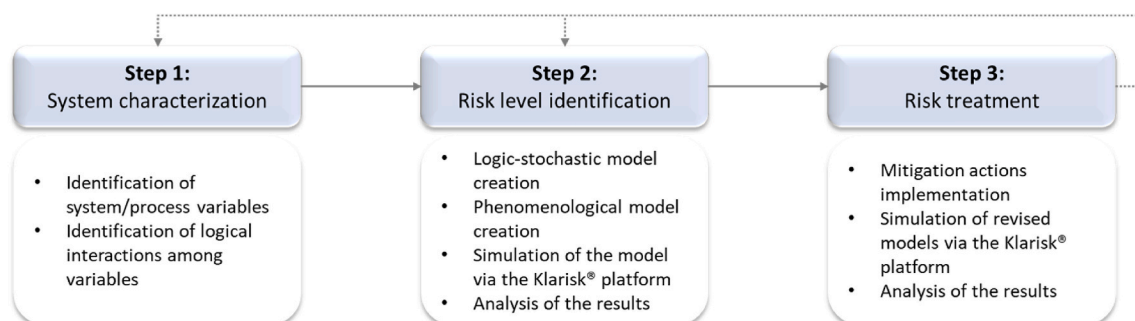 Step 1:
System characterization
Step 2:
Risk level identification
Step 3:
Risk treatment
• Identification of
system/process variables
• Identification of logical
interactions among
variables
• Logic-stochastic model
creation
• Phenomenological model
creation
• Simulation of the model
via the Klarisk® platform
• Analysis of the results
• Mitigation actions
implementation
• Simulation of revised
models via the Klarisk®
platform
• Analysis of the results